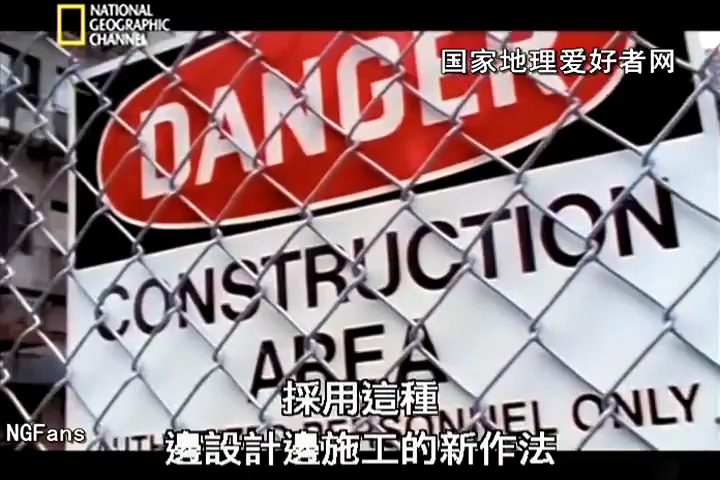 NATIONAL
GEOGRAPHIC
CHANNEL
国家地理爱好者网
DANGER
CONSTRUCTION
AREA
PERSONNEL ONLY
採用這種
邊設計邊施工的新作法
NGFans